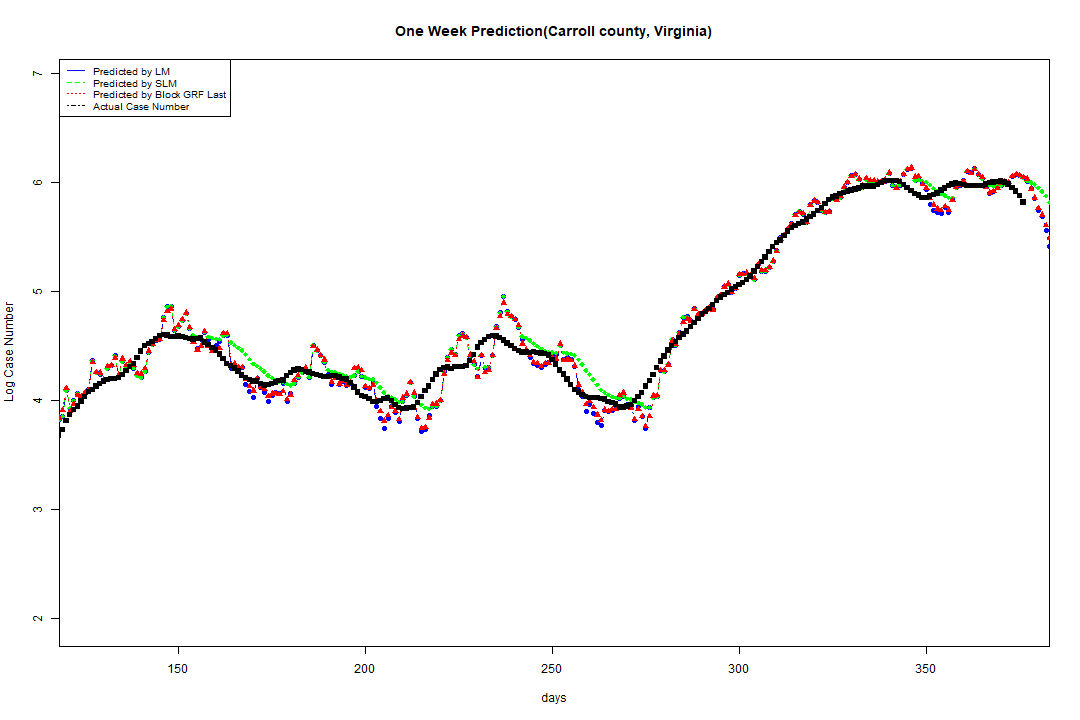 One Week Prediction(Carroll county, Virginia)
Predicted by LM
Predicted by SLM
Predicted by Block GRF Last
Actual Case Number
7
6
5
4
3
2
Log Case Number
150 200 250 300 350
days